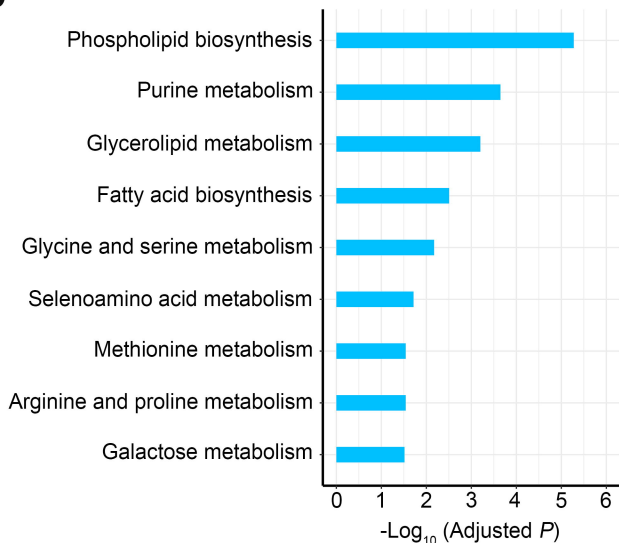 Phospholipid biosynthesis
Purine metabolism
Glycerolipid metabolism
Fatty acid biosynthesis
Glycine and serine metabolism
Selenoamino acid metabolism
Methionine metabolism
Arginine and proline metabolism
Galactose metabolism
0 1 2 3 4 5 6
-Log10 (Adjusted P)